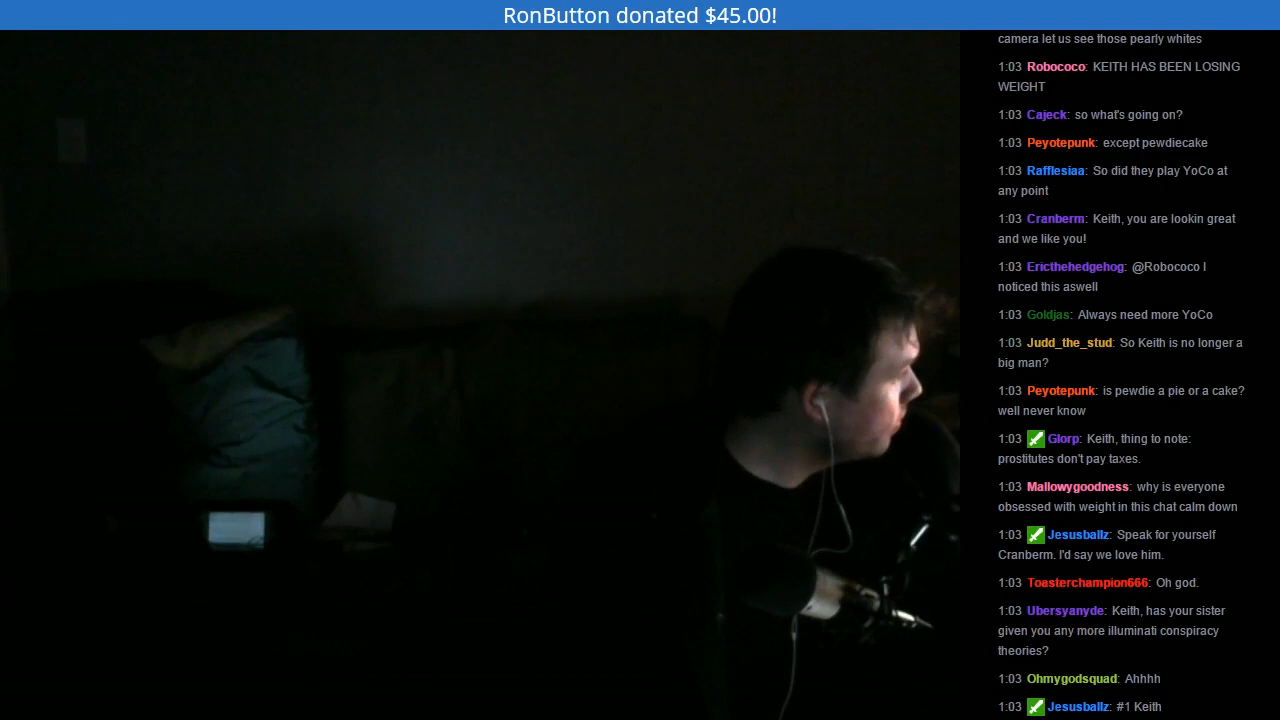 RonButton donated $45.00!
camera let us see those pearly whites
1:03 Robococo: KEITH HAS BEEN LOSING
WEIGHT
1:03 Cajeck: so what's going on?
1:03 Peyotepunk: except pewdiecake
1:03 Rafflesiaa: So did they play YoCo at
any point
1:03 Cranberm: Keith, you are lookin great
and we like you!
1:03 Ericthehedgehog: @Robococo I
noticed this aswell
1:03 Goldjas: Always need more YoCo
1:03 Judd_the_stud: So Keith is no longer a
big man?
1:03 Peyotepunk: is pewdie a pie or a cake?
well never know
1:03 Glorp: Keith, thing to note:
prostitutes don't pay taxes.
1:03 Mallowygoodness: why is everyone
obsessed with weight in this chat calm down
1:03 Jesusballz: Speak for yourself
Cranberm. I'd say we love him.
1:03 Toasterchampion666: Oh god.
1:03 Ubersyanyde: Keith, has your sister
given you any more illuminati conspiracy
theories?
1:03 Ohmygodsquad: Ahhhh
1:03 Jesusballz: #1 Keith